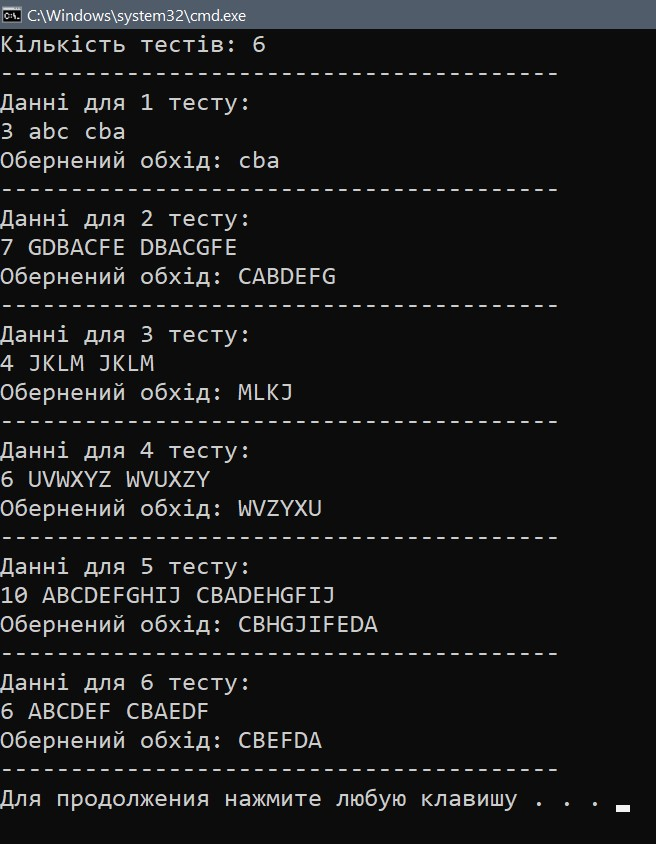 C:\Windows\system32\cmd.exe
Кількість тестів: 6
----------------------------------------
Данні для 1 тесту:
3 abc cba
Обернений обхід: cba
----------------------------------------
Данні для 2 тесту:
7 GDBACFE DBACGFE
Обернений обхід: CABDEFG
----------------------------------------
Данні для 3 тесту:
4 JKLM JKLM
Обернений обхід: MLKJ
----------------------------------------
Данні для 4 тесту:
6 UVWXYZ WVUXZY
Обернений обхід: WVZYXU
----------------------------------------
Данні для 5 тесту:
10 ABCDEFGHIJ CBADEHGFIJ
Обернений обхід: CBHGJIFEDA
----------------------------------------
Данні для 6 тесту:
6 ABCDEF CBAEDF
Обернений обхід: CBEFDA
----------------------------------------
Для продолжения нажмите любую клавишу . . .